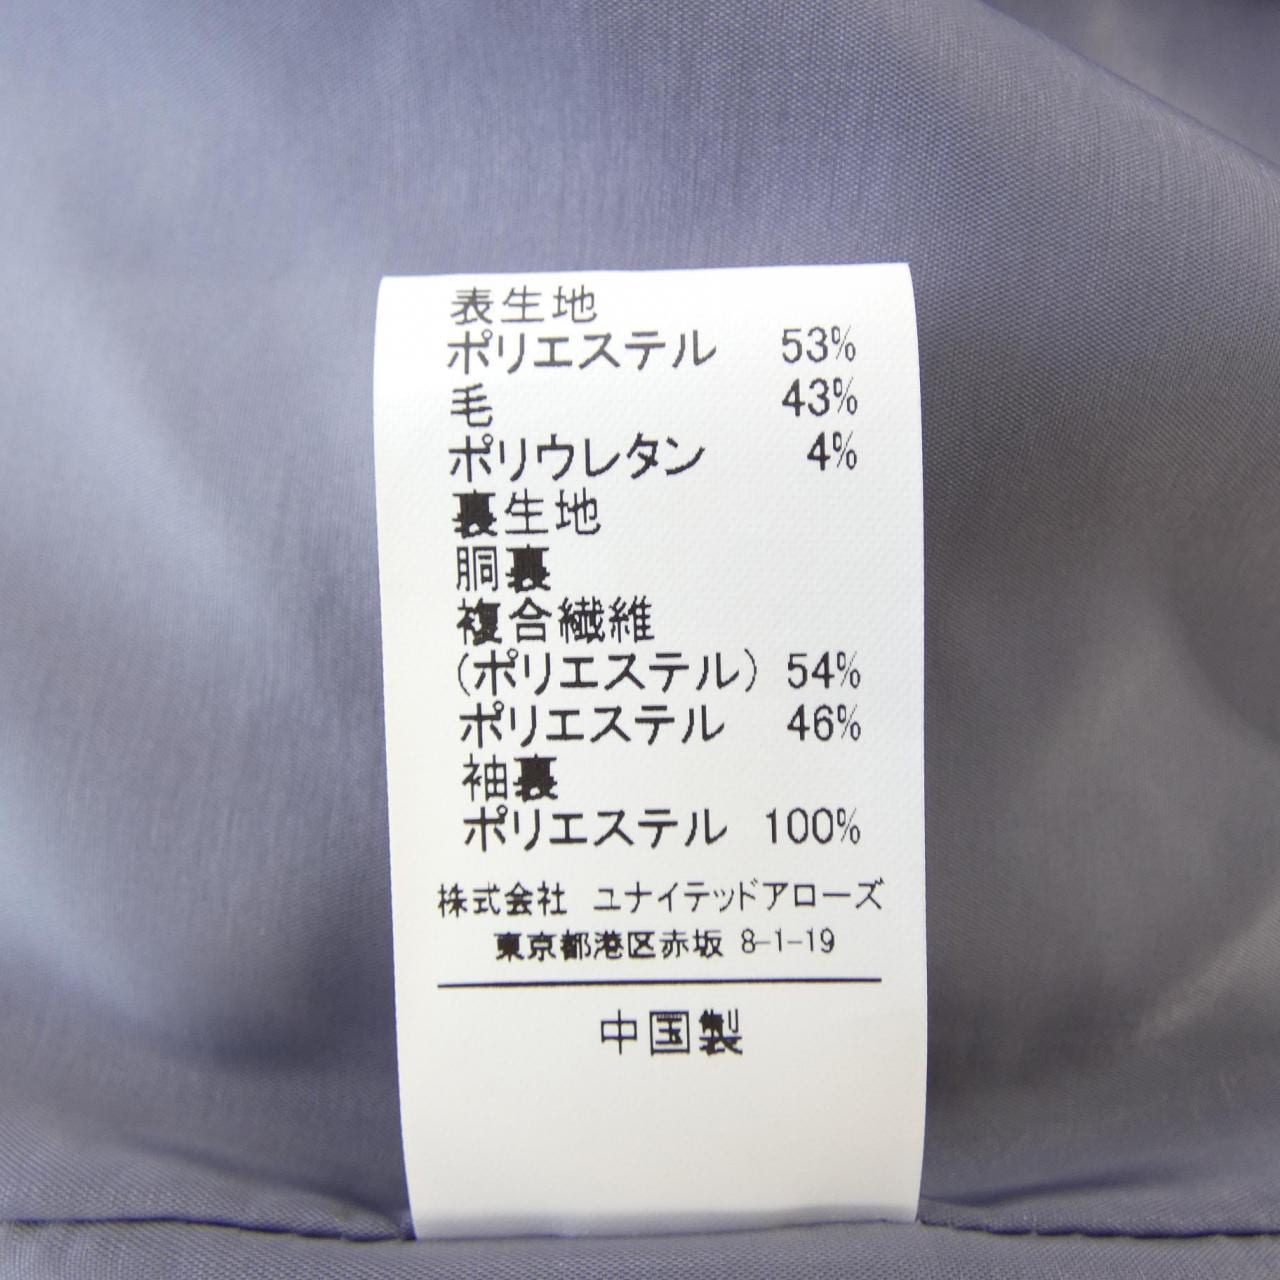 表生地
ポリエステル 53%
毛 43%
ポリウレタン 4%
裏生地
胴裏
複合繊維
(ポリエステル) 54%
ポリエステル 46%
袖裏
ポリエステル 100%
株式会社 ユナイテッドアローズ
東京都港区赤坂 8-1-19
中国製